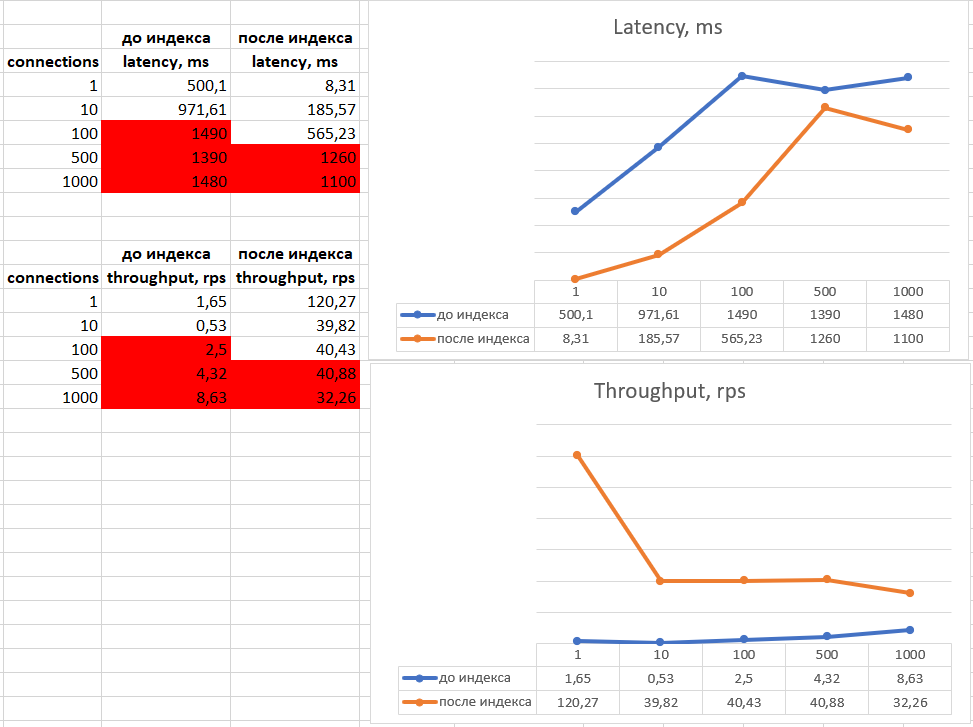 до индекса после индекса
connections latency, ms latency, ms
1 500,1 8,31
10 971,61 185,57
100 1490 565,23
500 1390 1260
1000 1480 1100
до индекса после индекса
connections throughput, rps throughput, rps
1 1,65 120,27
10 0,53 39,82
100 2,5 40,43
500 4,32 40,88
1000 8,63 32,26
Latency, ms
1 10 100 500 1000
до индекса 500,1 971,61 1490 1390 1480
после индекса 8,31 185,57 565,23 1260 1100
Throughput, rps
1 10 100 500 1000
до индекса 1,65 0,53 2,5 4,32 8,63
после индекса 120,27 39,82 40,43 40,88 32,26